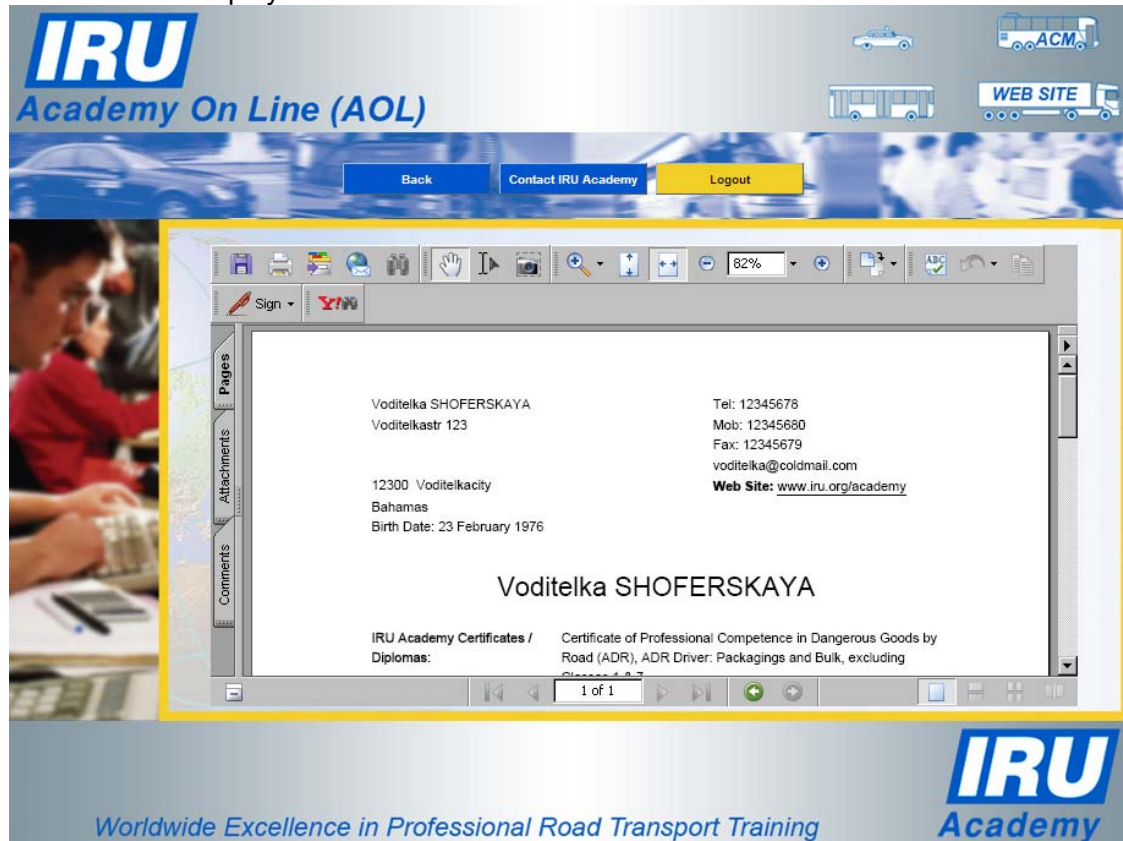 IRU
Academy On Line (AOL)
ACM
WEB SITE
Back
Contact IRU Academy
Logout
82%
ABC
Sign
Y!
Pages
Attachments
Comments
Voditelka SHOFERSKAYA
Voditelkastr 123
12300 Voditelkacity
Bahamas
Birth Date: 23 February 1976
Tel: 12345678
Mob: 12345680
Fax: 12345679
voditelka@coldmail.com
Web Site: www.iru.org/academy
Voditelka SHOFERSKAYA
IRU Academy Certificates /
Diplomas:
Certificate of Professional Competence in Dangerous Goods by
Road (ADR), ADR Driver: Packagings and Bulk, excluding
1 of 1
Worldwide Excellence in Professional Road Transport Training
IRU
Academy